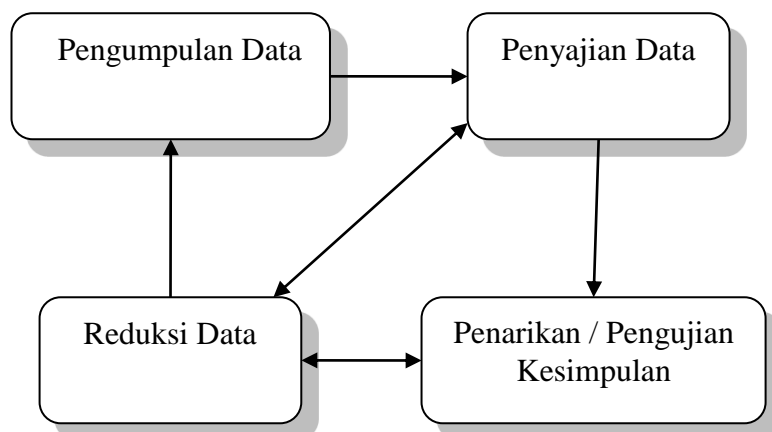 Pengumpulan Data
Penyajian Data
Reduksi Data
Penarikan / Pengujian
Kesimpulan